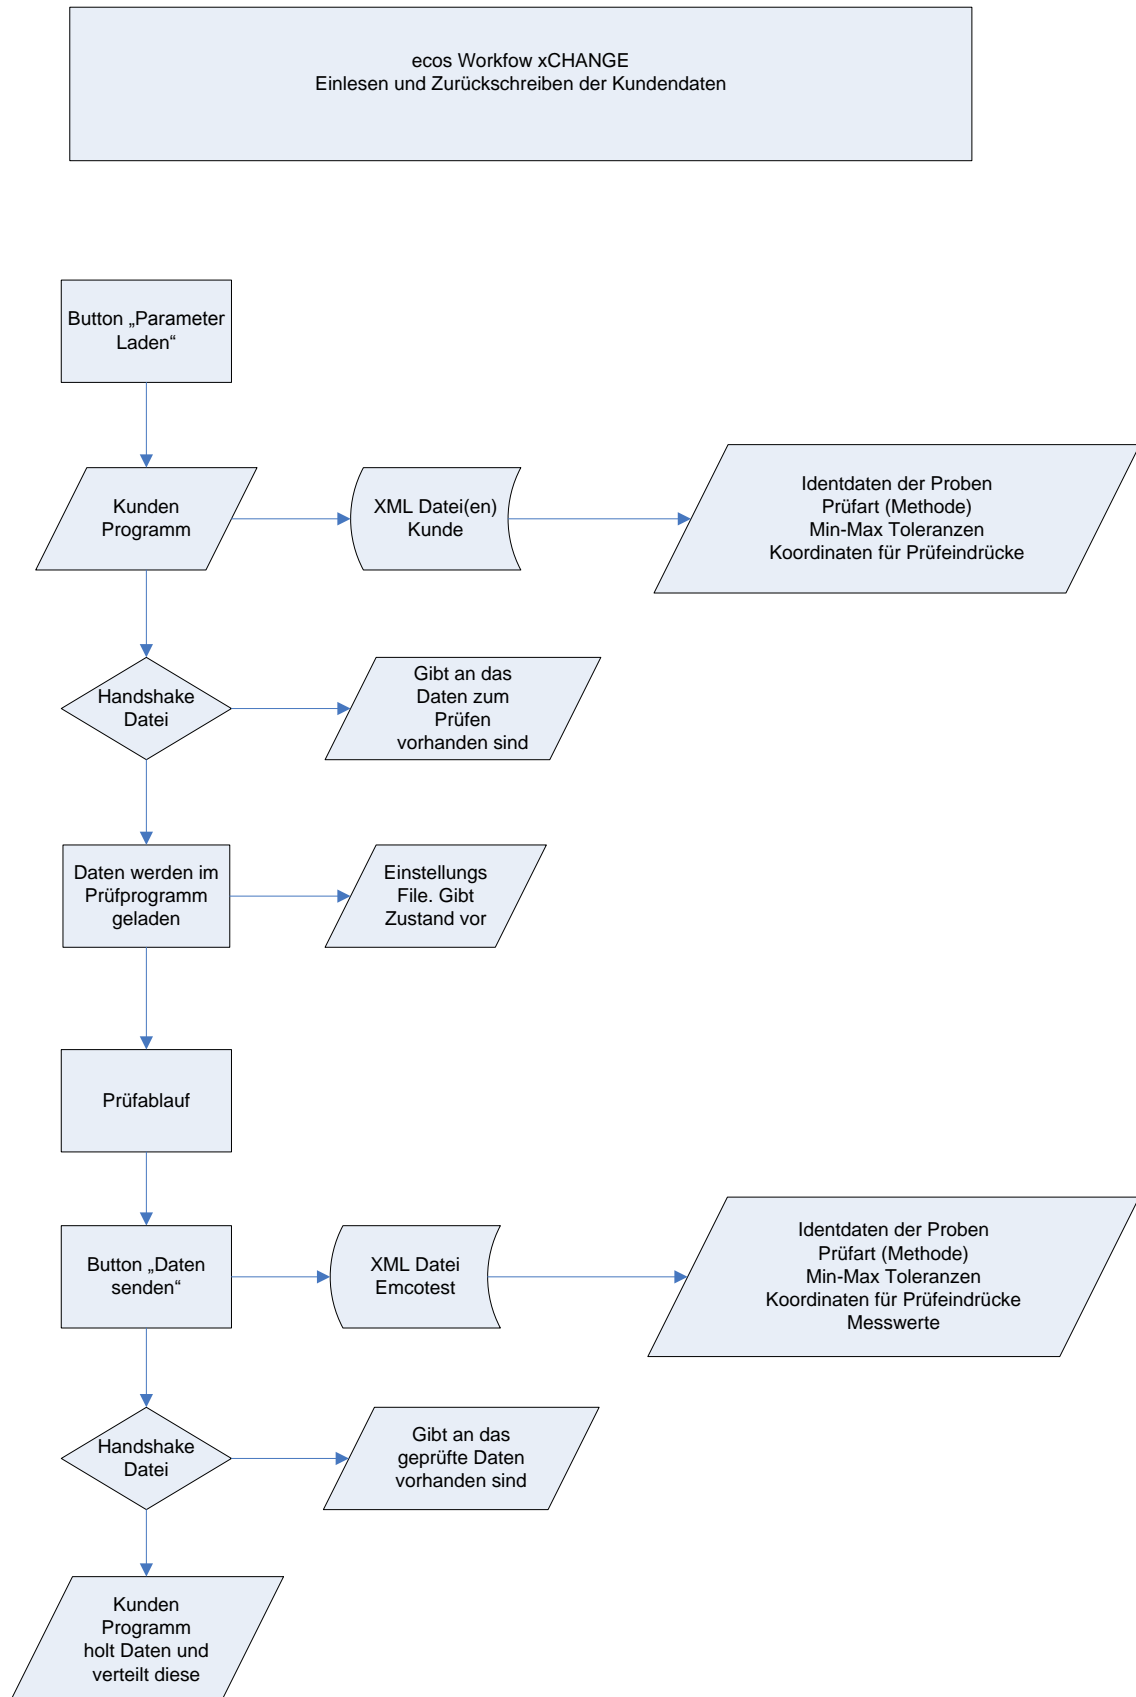 ecos Workfow xCHANGE
Einlesen und Zurückschreiben der Kundendaten
Button „Parameter
Laden“
Kunden
Programm
XML Datei(en)
Kunde
Identdaten der Proben
Prüfart (Methode)
Min-Max Toleranzen
Koordinaten für Prüfeindrücke
Handshake
Datei
Gibt an das
Daten zum
Prüfen
vorhanden sind
Daten werden im
Prüfprogramm
geladen
Einstellungs
File. Gibt
Zustand vor
Prüfablauf
Button „Daten
senden“
XML Datei
Emcotest
Identdaten der Proben
Prüfart (Methode)
Min-Max Toleranzen
Koordinaten für Prüfeindrücke
Messwerte
Handshake
Datei
Gibt an das
geprüfte Daten
vorhanden sind
Kunden
Programm
holt Daten und
verteilt diese